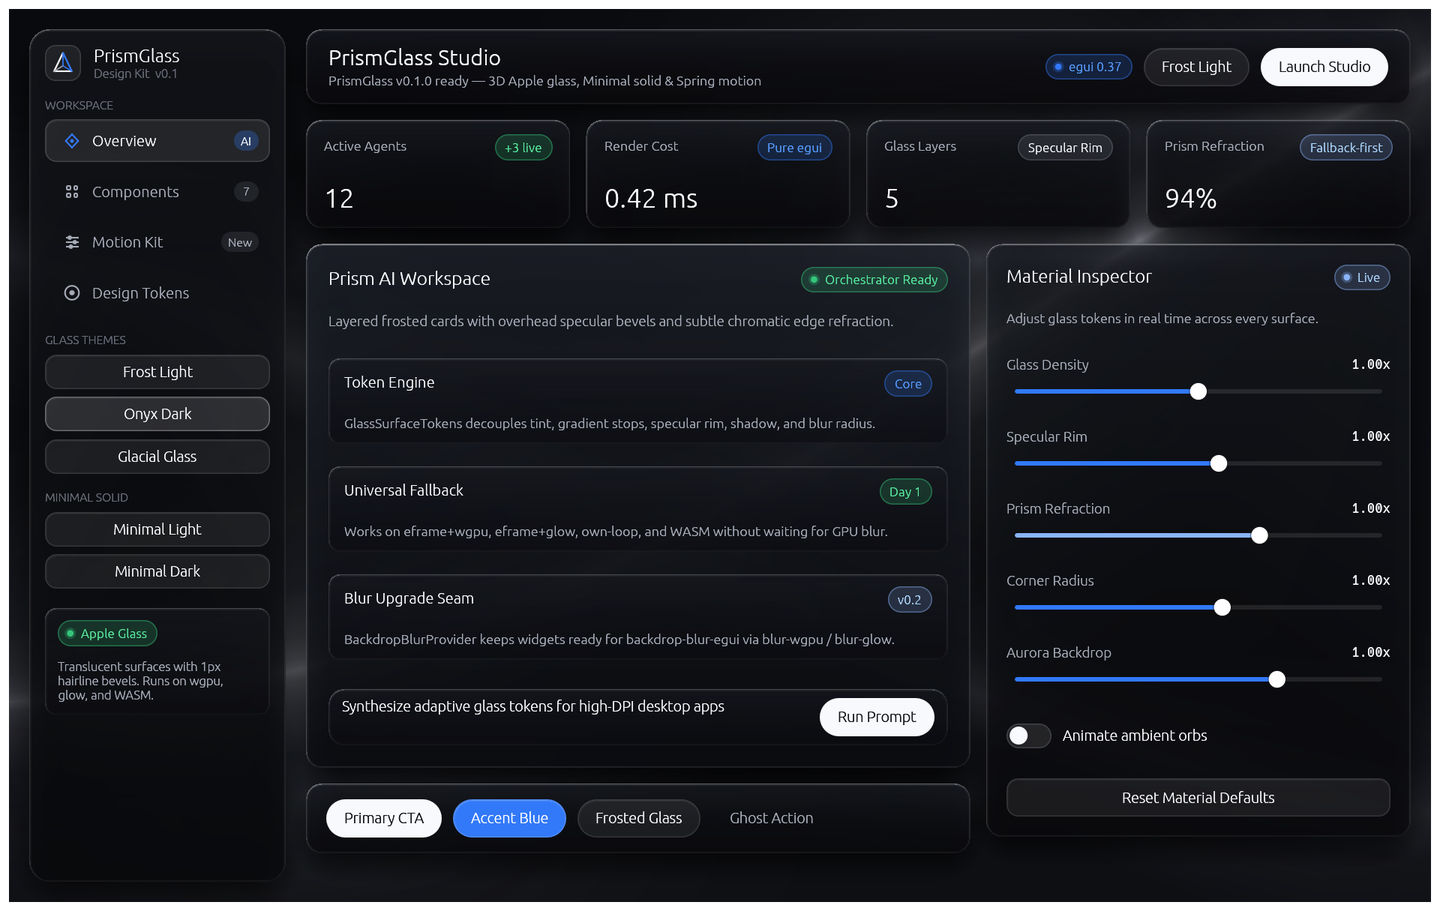 PrismGlass
Design Kit v0.1
WORKSPACE
Overview
AI
Components
7
Motion Kit
New
Design Tokens
GLASS THEMES
Frost Light
Onyx Dark
Glacial Glass
MINIMAL SOLID
Minimal Light
Minimal Dark
Apple Glass
Translucent surfaces with 1px
hairline bevels. Runs on wgpu,
glow, and WASM.
PrismGlass Studio
PrismGlass v0.1.0 ready — 3D Apple glass, Minimal solid & Spring motion
egui 0.37
Frost Light
Launch Studio
Active Agents
+3 live
12
Render Cost
Pure egui
0.42 ms
Glass Layers
Specular Rim
5
Prism Refraction
Fallback-first
94%
Prism AI Workspace
Orchestrator Ready
Layered frosted cards with overhead specular bevels and subtle chromatic edge refraction.
Token Engine
Core
GlassSurfaceTokens decouples tint, gradient stops, specular rim, shadow, and blur radius.
Universal Fallback
Day 1
Works on eframe+wgpu, eframe+glow, own-loop, and WASM without waiting for GPU blur.
Blur Upgrade Seam
v0.2
BackdropBlurProvider keeps widgets ready for backdrop-blur-egui via blur-wgpu / blur-glow.
Synthesize adaptive glass tokens for high-DPI desktop apps
Run Prompt
Primary CTA
Accent Blue
Frosted Glass
Ghost Action
Material Inspector
Live
Adjust glass tokens in real time across every surface.
Glass Density
1.00x
Specular Rim
1.00x
Prism Refraction
1.00x
Corner Radius
1.00x
Aurora Backdrop
1.00x
Animate ambient orbs
Reset Material Defaults